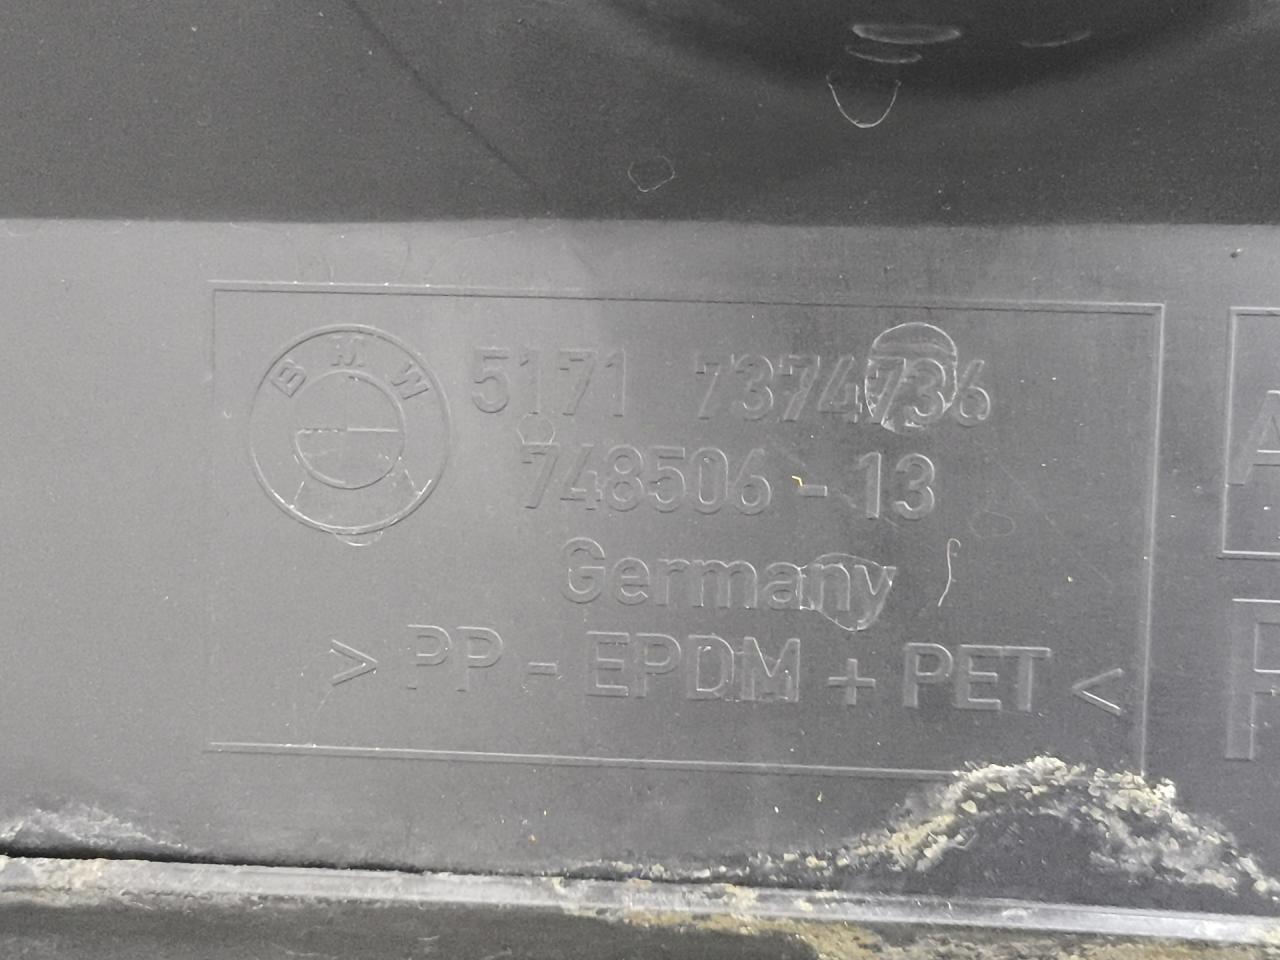 BMW
5171 7374736
748506 - 13
Germany
> PP - EPDM + PET <